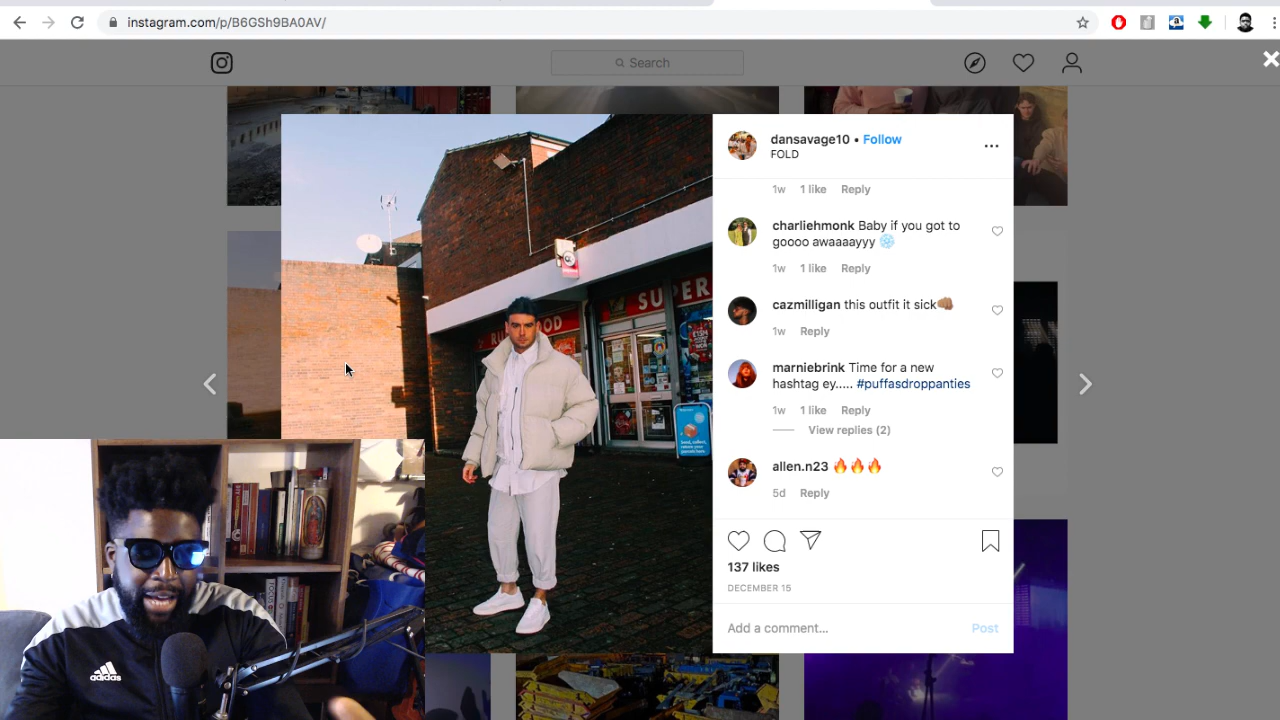 instagram.com/p/B6GSh9BA0AV/
Search
dansavage10 • Follow
FOLD
1w 1 like Reply
charliehmonk Baby if you got to
goooo awaaaayyy
1w 1 like Reply
cazmilligan this outfit it sick
1w Reply
marniebrink Time for a new
hashtag ey..... #puffasdroppanties
1w 1 like Reply
View replies (2)
allen.n23
5d Reply
137 likes
DECEMBER 15
Add a comment... Post
SUPER
adidas